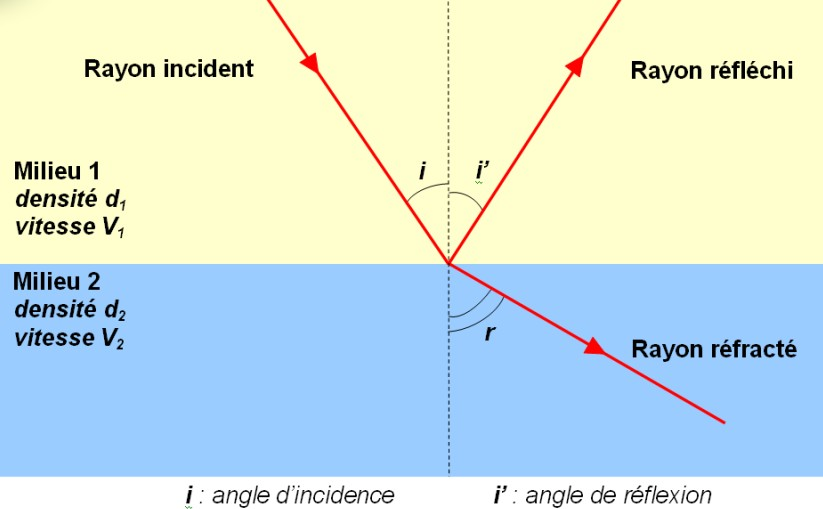 Rayon incident
Rayon réfléchi
i
i’
Milieu 1
densité d₁
vitesse V₁
Milieu 2
densité d₂
vitesse V₂
r
Rayon réfracté
i : angle d’incidence
i’ : angle de réflexion